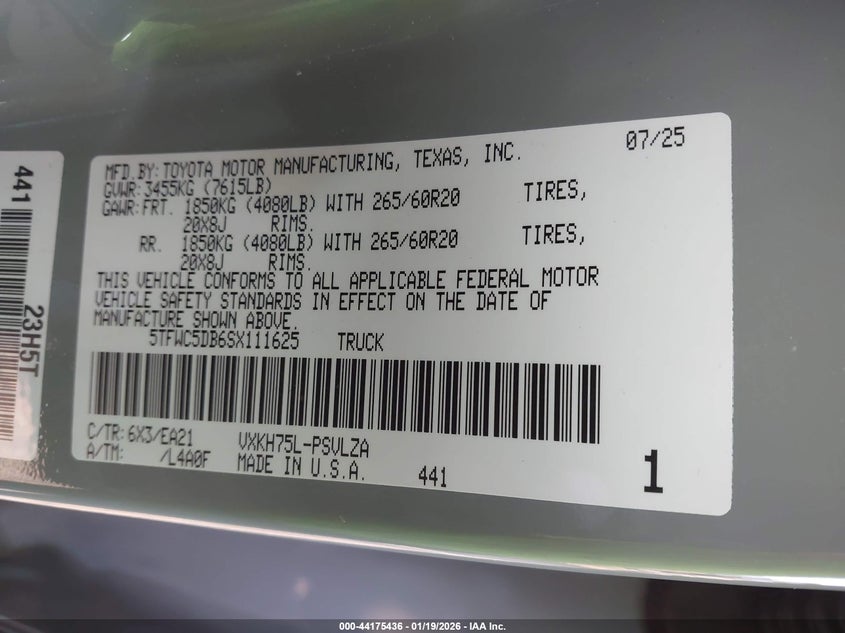 441
23H5T
MFD.BY: TOYOTA MOTOR MANUFACTURING, TEXAS, INC. 07/25
GVWR: 3455KG (7615LB)
GAWR: FRT. 1850KG (4080LB) WITH 265/60R20 TIRES,
20X8J RIMS.
RR. 1850KG (4080LB) WITH 265/60R20 TIRES,
20X8J RIMS.
THIS VEHICLE CONFORMS TO ALL APPLICABLE FEDERAL MOTOR
VEHICLE SAFETY STANDARDS IN EFFECT ON THE DATE OF
MANUFACTURE SHOWN ABOVE.
5TFWC5DB6SX111625 TRUCK
C/TR: 6X3/EA21 VXKH75L-PSVLZA
A/TM: /L4A0F MADE IN U.S.A. 441 1
000-44175436 - 01/19/2026 - IAA Inc.